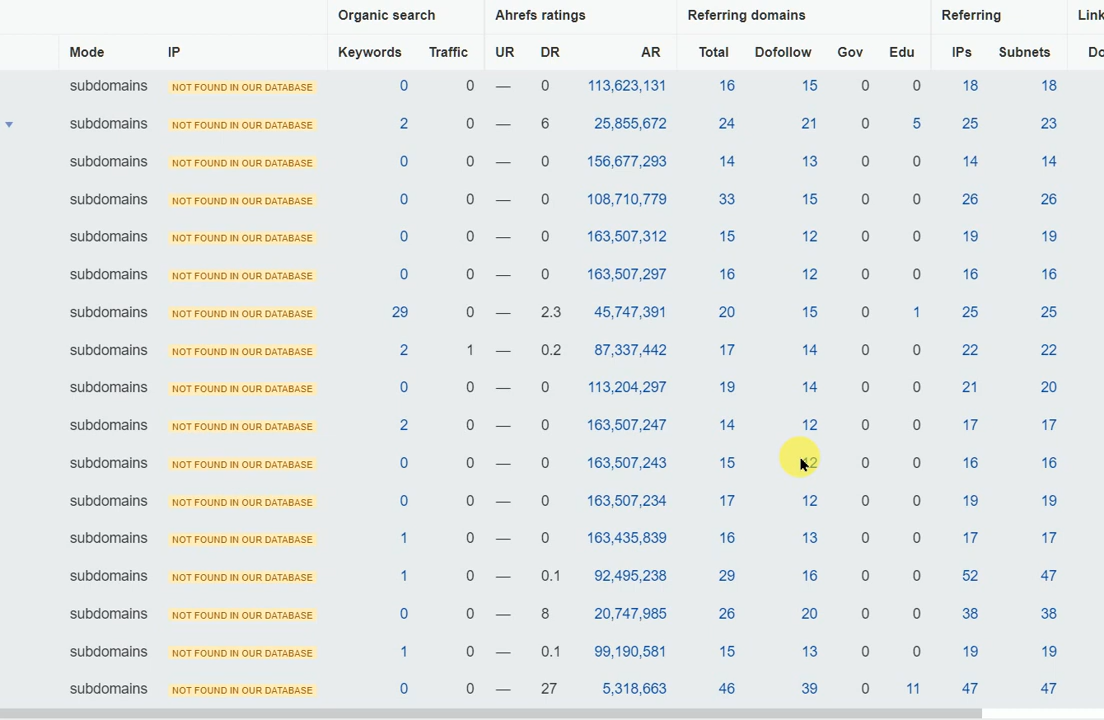 Organic search Ahrefs ratings Referring domains Referring Link
Mode IP Keywords Traffic UR DR AR Total Dofollow Gov Edu IPs Subnets Do
subdomains NOT FOUND IN OUR DATABASE 0 0 — 0 113,623,131 16 15 0 0 18 18
subdomains NOT FOUND IN OUR DATABASE 2 0 — 6 25,855,672 24 21 0 5 25 23
subdomains NOT FOUND IN OUR DATABASE 0 0 — 0 156,677,293 14 13 0 0 14 14
subdomains NOT FOUND IN OUR DATABASE 0 0 — 0 108,710,779 33 15 0 0 26 26
subdomains NOT FOUND IN OUR DATABASE 0 0 — 0 163,507,312 15 12 0 0 19 19
subdomains NOT FOUND IN OUR DATABASE 0 0 — 0 163,507,297 16 12 0 0 16 16
subdomains NOT FOUND IN OUR DATABASE 29 0 — 2.3 45,747,391 20 15 0 1 25 25
subdomains NOT FOUND IN OUR DATABASE 2 1 — 0.2 87,337,442 17 14 0 0 22 22
subdomains NOT FOUND IN OUR DATABASE 0 0 — 0 113,204,297 19 14 0 0 21 20
subdomains NOT FOUND IN OUR DATABASE 2 0 — 0 163,507,247 14 12 0 0 17 17
subdomains NOT FOUND IN OUR DATABASE 0 0 — 0 163,507,243 15 12 0 0 16 16
subdomains NOT FOUND IN OUR DATABASE 0 0 — 0 163,507,234 17 12 0 0 19 19
subdomains NOT FOUND IN OUR DATABASE 1 0 — 0 163,435,839 16 13 0 0 17 17
subdomains NOT FOUND IN OUR DATABASE 1 0 — 0.1 92,495,238 29 16 0 0 52 47
subdomains NOT FOUND IN OUR DATABASE 0 0 — 8 20,747,985 26 20 0 0 38 38
subdomains NOT FOUND IN OUR DATABASE 1 0 — 0.1 99,190,581 15 13 0 0 19 19
subdomains NOT FOUND IN OUR DATABASE 0 0 — 27 5,318,663 46 39 0 11 47 47